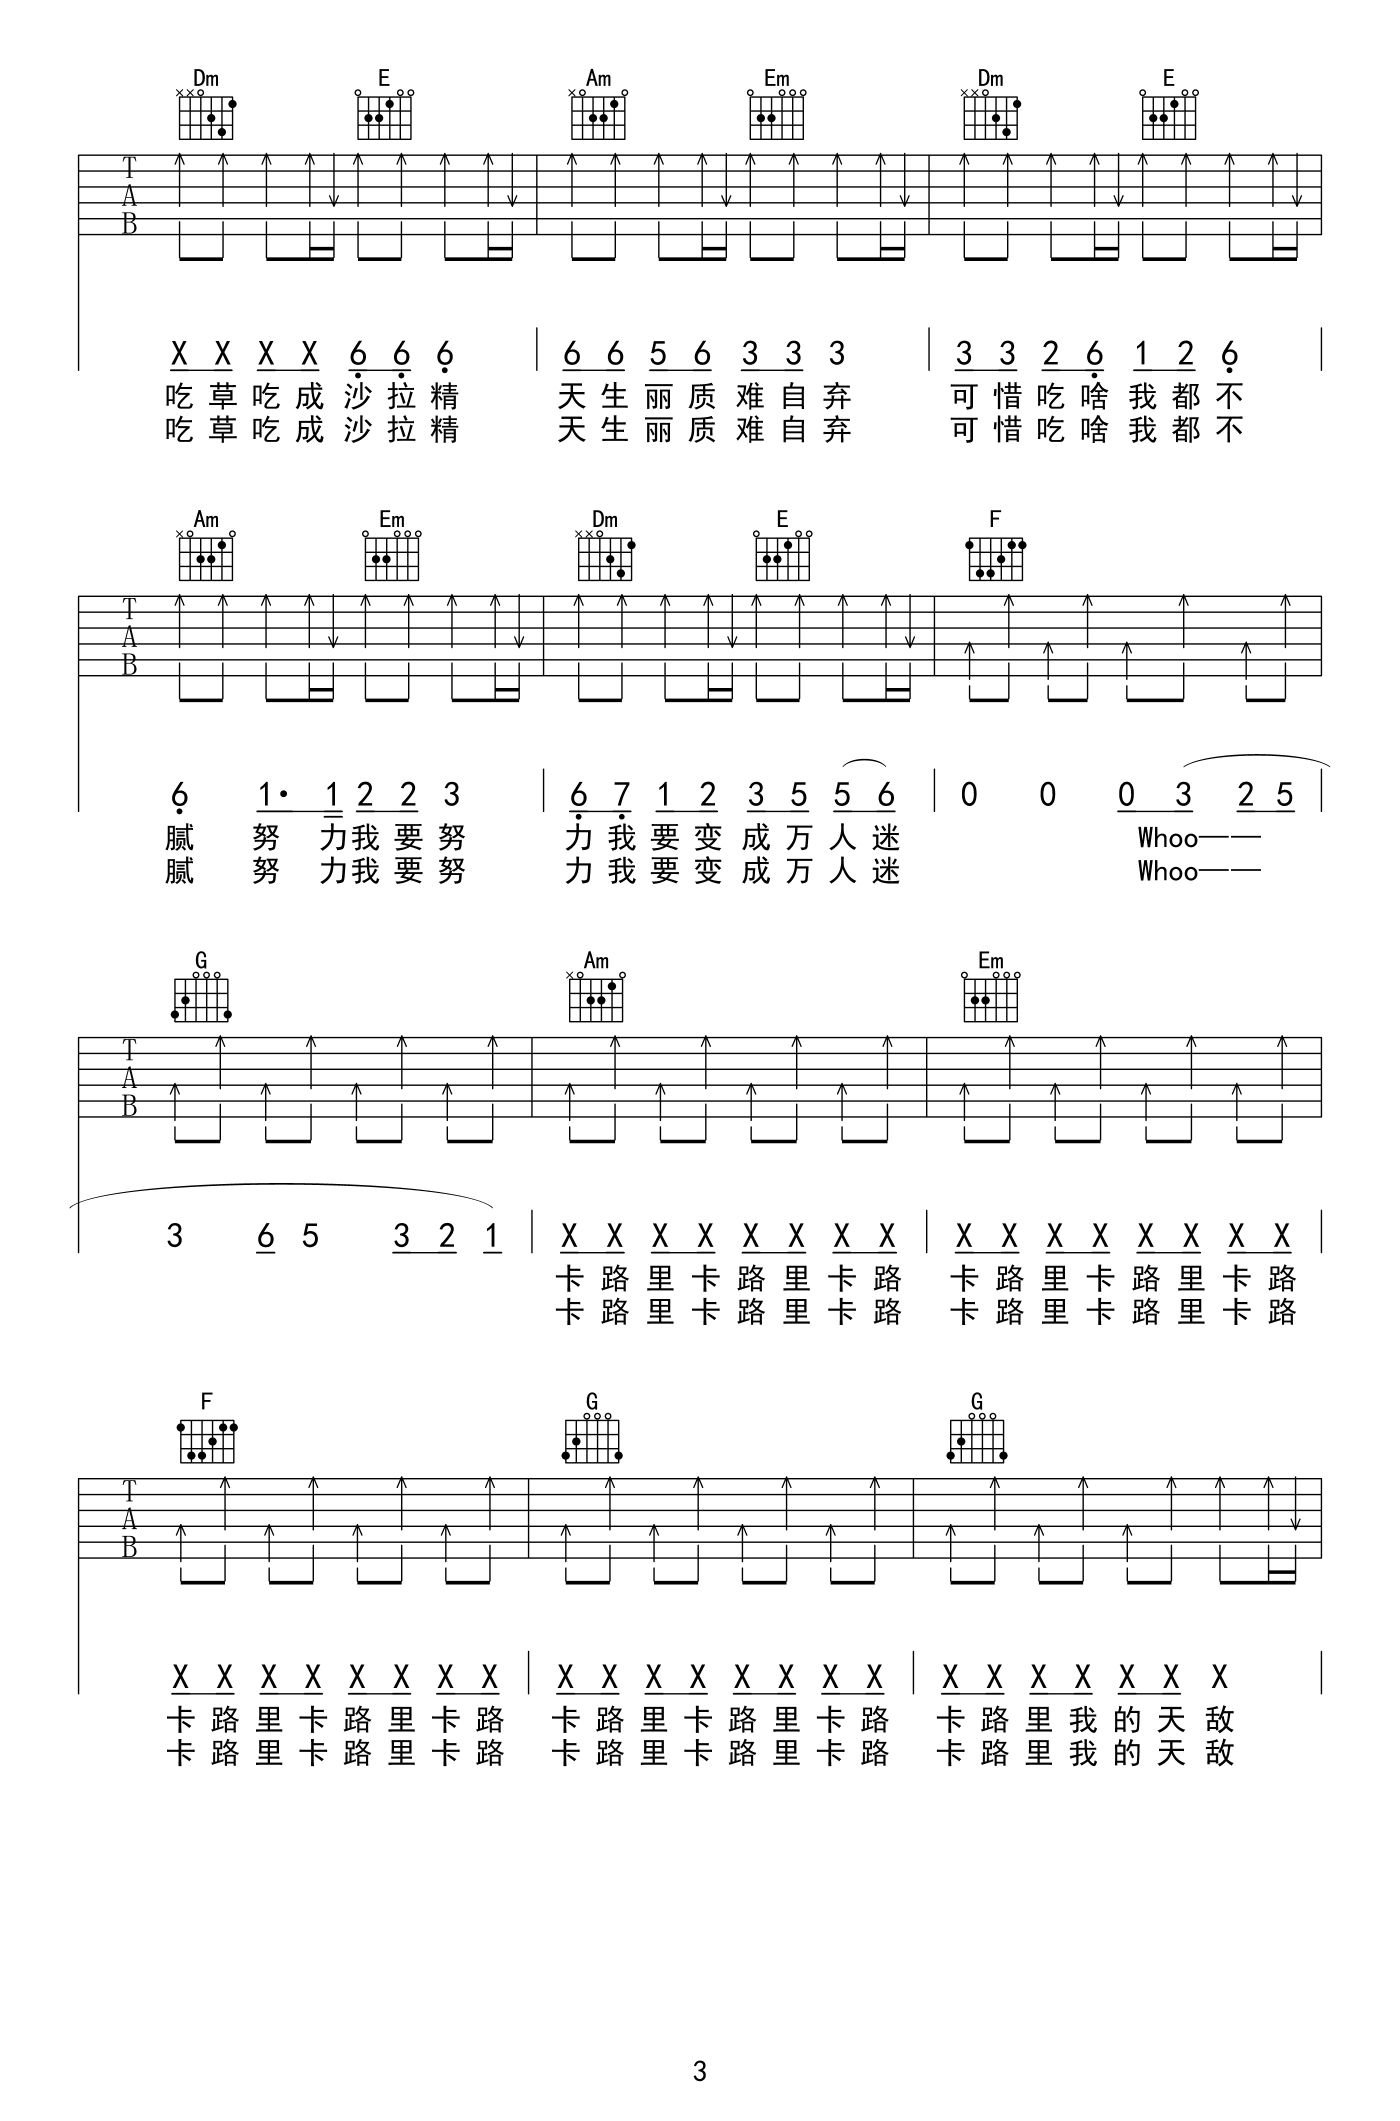 Dm E Am Em Dm E
T
A
B
X X X X 6 6 6 6 6 5 6 3 3 3 3 3 2 6 1 2 6
吃草吃成沙拉精 天生丽质难自弃 可惜吃啥我都不
吃草吃成沙拉精 天生丽质难自弃 可惜吃啥我都不
Am Em Dm E F
T
A
B
6 1· 1 2 2 3 6 7 1 2 3 5 5 6 0 0 0 3 2 5
腻 努 力我要努 力我要变成万人迷 Whoo——
腻 努 力我要努 力我要变成万人迷 Whoo——
G Am Em
T
A
B
3 6 5 3 2 1 X X X X X X X X X X X X X X X X
卡路里卡路里卡路 卡路里卡路里卡路
卡路里卡路里卡路 卡路里卡路里卡路
F G G
T
A
B
X X X X X X X X X X X X X X X X X X X X X X X
卡路里卡路里卡路 卡路里卡路里卡路 卡路里我的天敌
卡路里卡路里卡路 卡路里卡路里卡路 卡路里我的天敌
3